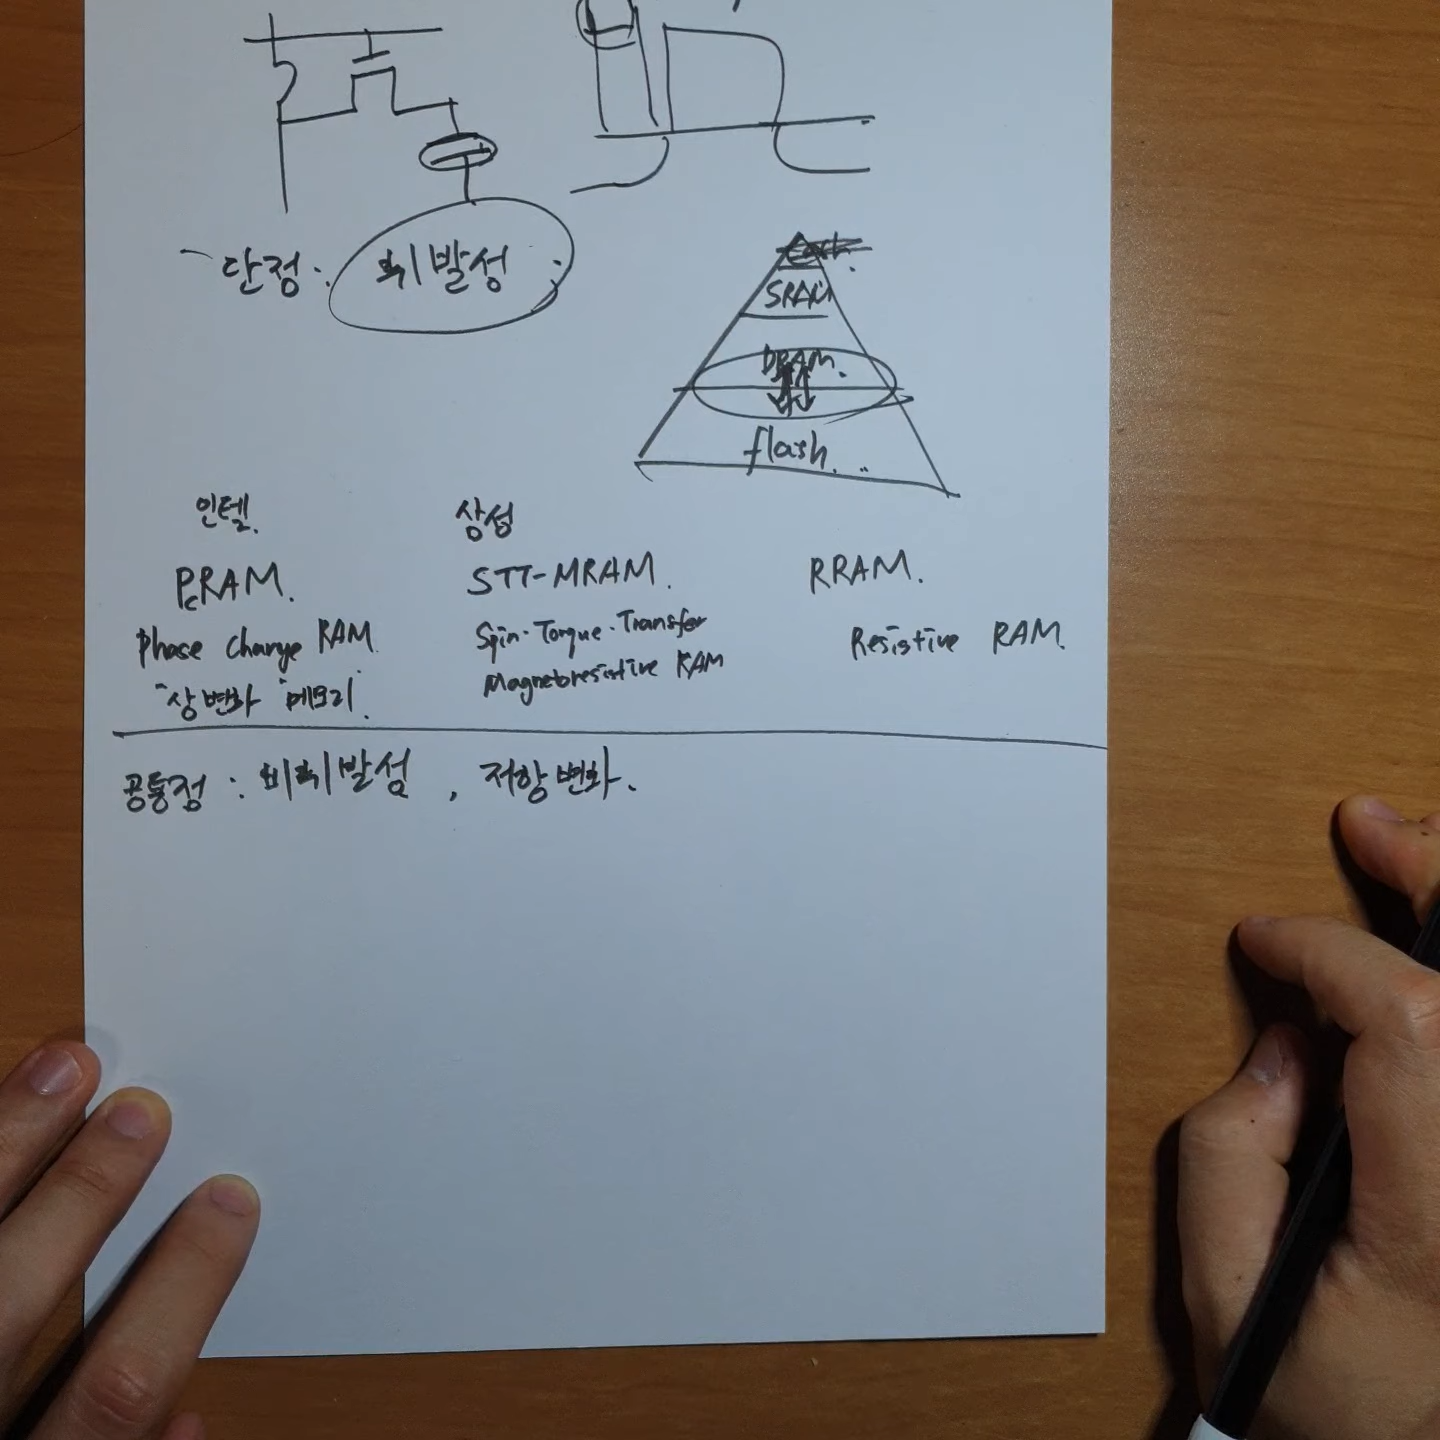 단점: 휘발성
SRAM
DRAM.
flash...
인텔. 삼성
PCRAM. STT-MRAM. RRAM.
Phase Change RAM Spin·Torque·Transfer Resistive RAM.
Magnetoresistive RAM
"상변화" 메모리.
공통점 : 비휘발성, 저항변화.